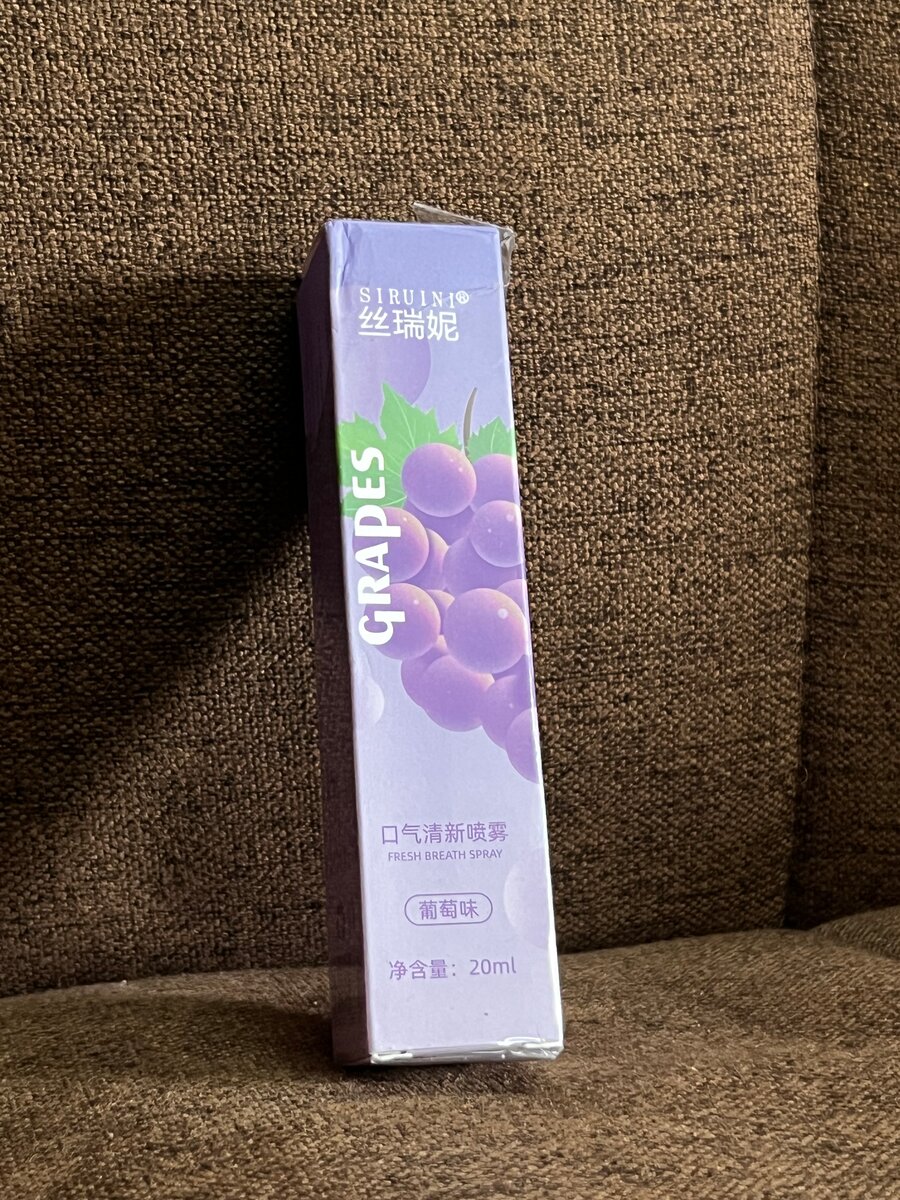 SIRUINI®
丝瑞妮
GRAPES
口气清新喷雾
FRESH BREATH SPRAY
葡萄味
净含量：20ml